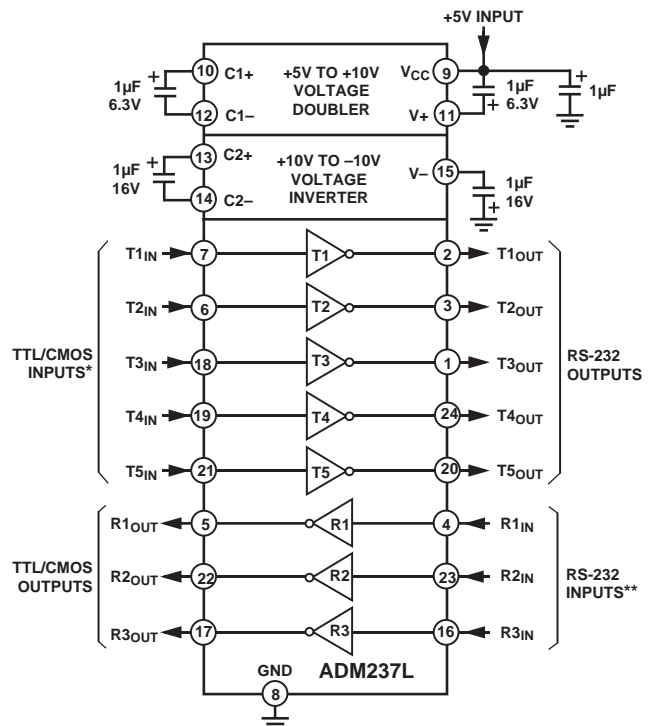 +5V INPUT
1µF
6.3V
+
10
C1+
12
C1–
+5V TO +10V
VOLTAGE
DOUBLER
VCC
9
V+
11
1µF
6.3V
+
+
1µF
1µF
16V
+
13
C2+
14
C2–
+10V TO –10V
VOLTAGE
INVERTER
V–
15
1µF
16V
+
TTL/CMOS
INPUTS*
T1IN
7
T1
2
T1OUT
T2IN
6
T2
3
T2OUT
T3IN
18
T3
1
T3OUT
T4IN
19
T4
24
T4OUT
T5IN
21
T5
20
T5OUT
RS-232
OUTPUTS
TTL/CMOS
OUTPUTS
R1OUT
5
R1
4
R1IN
R2OUT
22
R2
23
R2IN
R3OUT
17
R3
16
R3IN
RS-232
INPUTS**
GND
8
ADM237L